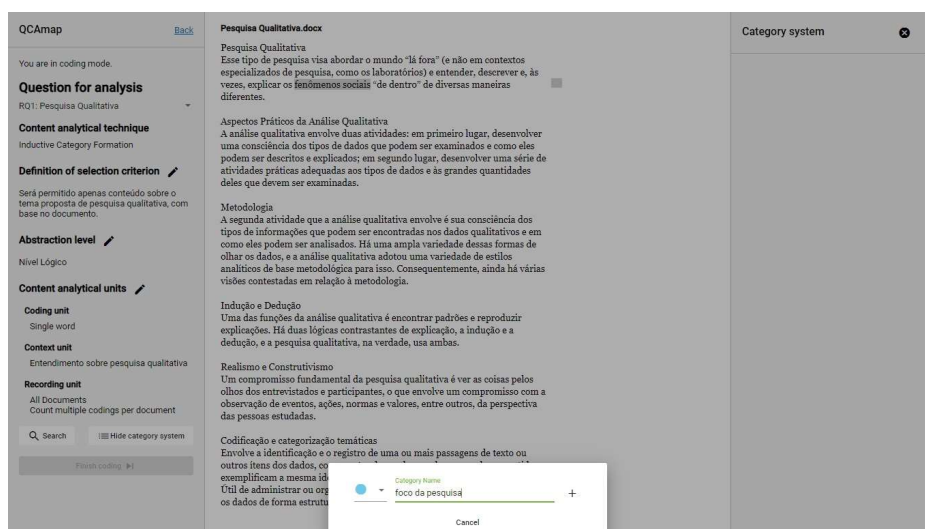 QCAmap
Back
You are in coding mode.
Question for analysis
RQ1: Pesquisa Qualitativa
Content analytical technique
Inductive Category Formation
Definition of selection criterion
Será permitido apenas conteúdo sobre o
tema proposta de pesquisa qualitativa, com
base no documento.
Abstraction level
Nível Lógico
Content analytical units
Coding unit
Single word
Context unit
Entendimento sobre pesquisa qualitativa
Recording unit
All Documents
Count multiple codings per document
Search
Hide category system
Finish coding
Pesquisa Qualitativa.docx
Pesquisa Qualitativa
Esse tipo de pesquisa visa abordar o mundo “lá fora” (e não em contextos
especializados de pesquisa, como os laboratórios) e entender, descrever e, às
vezes, explicar os fenômenos sociais “de dentro” de diversas maneiras
diferentes.
Aspectos Práticos da Análise Qualitativa
A análise qualitativa envolve duas atividades: em primeiro lugar, desenvolver
uma consciência dos tipos de dados que podem ser examinados e como eles
podem ser descritos e explicados; em segundo lugar, desenvolver uma série de
atividades práticas adequadas aos tipos de dados e às grandes quantidades
deles que devem ser examinadas.
Metodologia
A segunda atividade que a análise qualitativa envolve é sua consciência dos
tipos de informações que podem ser encontradas nos dados qualitativos e em
como eles podem ser analisados. Há uma ampla variedade dessas formas de
olhar os dados, e a análise qualitativa adotou uma variedade de estilos
analíticos de base metodológica para isso. Consequentemente, ainda há várias
visões contestadas em relação à metodologia.
Indução e Dedução
Uma das funções da análise qualitativa é encontrar padrões e reproduzir
explicações. Há duas lógicas contrastantes de explicação, a indução e a
dedução, e a pesquisa qualitativa, na verdade, usa ambas.
Realismo e Construtivismo
Um compromisso fundamental da pesquisa qualitativa é ver as coisas pelos
olhos dos entrevistados e participantes, o que envolve um compromisso com a
observação de eventos, ações, normas e valores, entre outros, da perspectiva
das pessoas estudadas.
Codificação e categorização temáticas
Envolve a identificação e o registro de uma ou mais passagens de texto ou
outros itens dos dados,
exemplificam a mesma
Útil de administrar ou
os dados de forma
Category Name
foco da pesquisa
Cancel
Category system